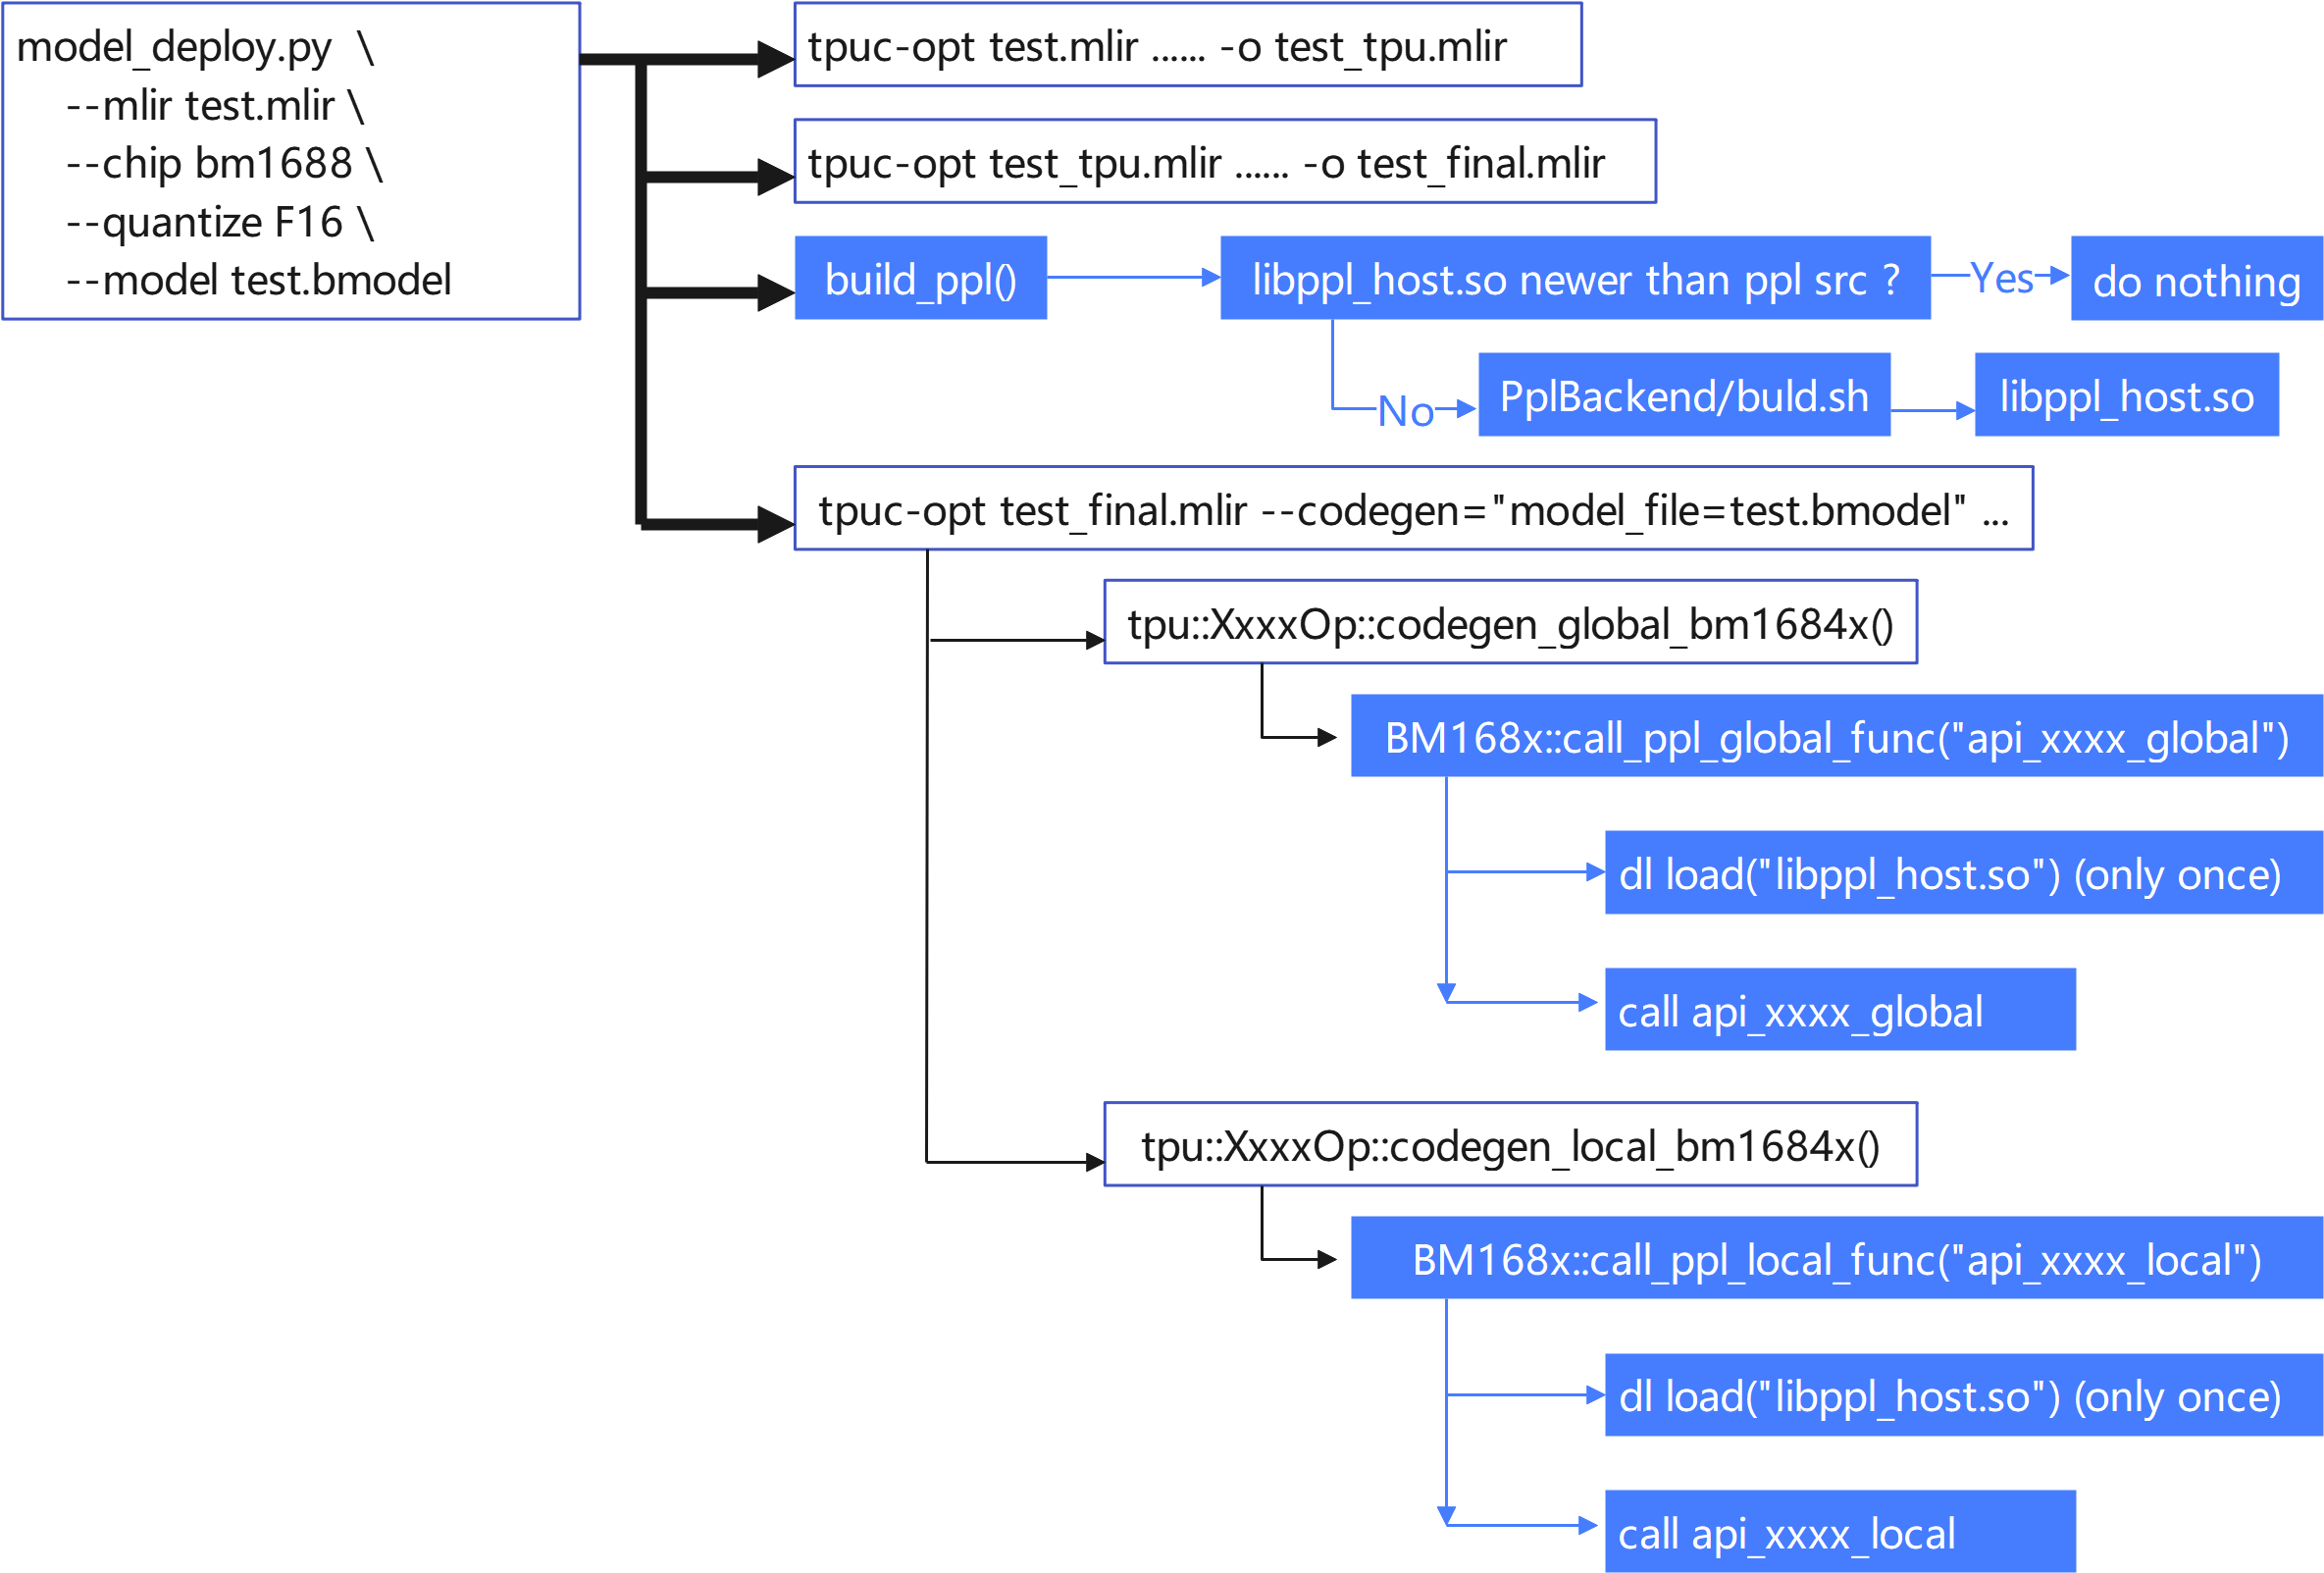 model_deploy.py \
--mlir test.mlir \
--chip bm1688 \
--quantize F16 \
--model test.bmodel
tpuc-opt test.mlir ...... -o test_tpu.mlir
tpuc-opt test_tpu.mlir ...... -o test_final.mlir
build_ppl()
libppl_host.so newer than ppl src ?
Yes
do nothing
No
PplBackend/buld.sh
libppl_host.so
tpuc-opt test_final.mlir --codegen="model_file=test.bmodel" ...
tpu::XxxxOp::codegen_global_bm1684x()
BM168x::call_ppl_global_func("api_xxxx_global")
dl load("libppl_host.so") (only once)
call api_xxxx_global
tpu::XxxxOp::codegen_local_bm1684x()
BM168x::call_ppl_local_func("api_xxxx_local")
dl load("libppl_host.so") (only once)
call api_xxxx_local